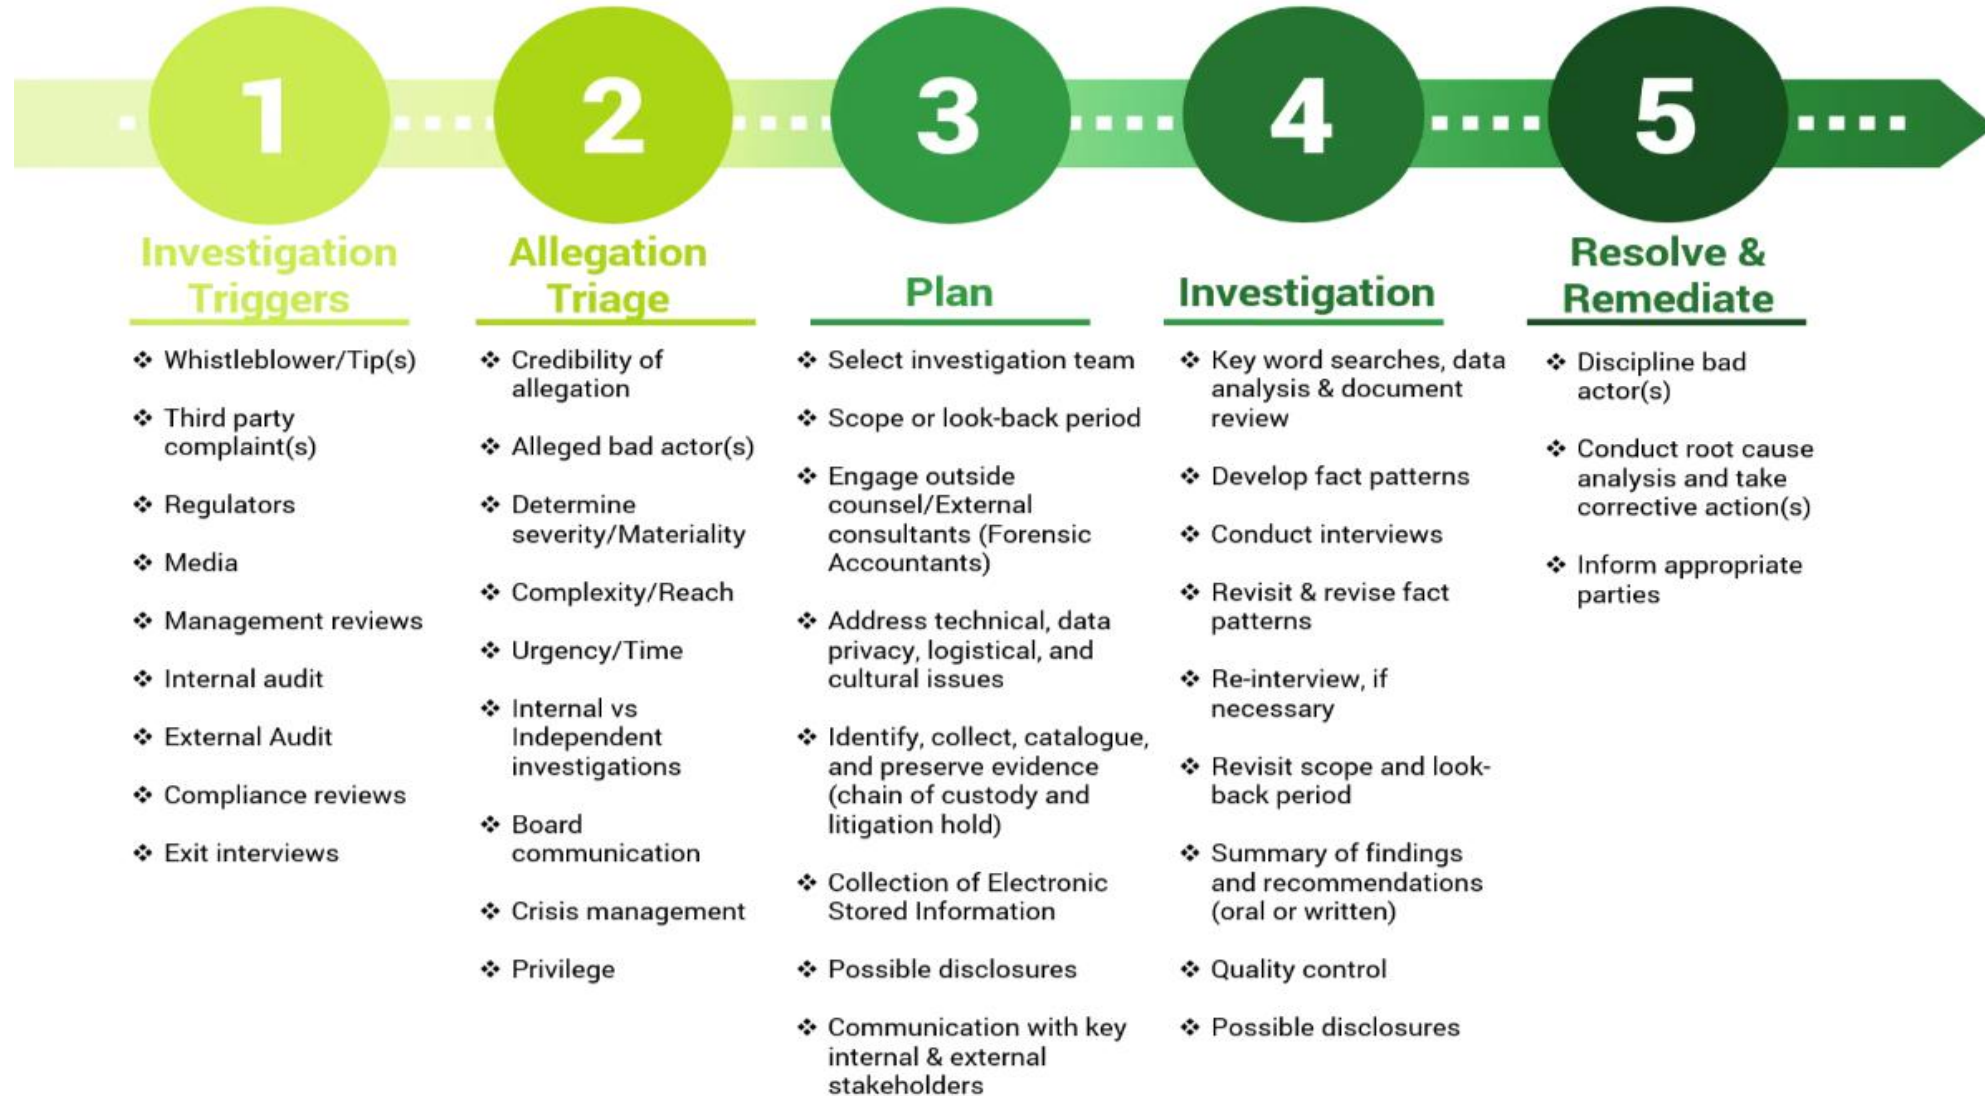 1
Investigation
Triggers
❖ Whistleblower/Tip(s)
❖ Third party
complaint(s)
❖ Regulators
❖ Media
❖ Management reviews
❖ Internal audit
❖ External Audit
❖ Compliance reviews
❖ Exit interviews
2
Allegation
Triage
❖ Credibility of
allegation
❖ Alleged bad actor(s)
❖ Determine
severity/Materiality
❖ Complexity/Reach
❖ Urgency/Time
❖ Internal vs
Independent
investigations
❖ Board
communication
❖ Crisis management
❖ Privilege
3
Plan
❖ Select investigation team
❖ Scope or look-back period
❖ Engage outside
counsel/External
consultants (Forensic
Accountants)
❖ Address technical, data
privacy, logistical, and
cultural issues
❖ Identify, collect, catalogue,
and preserve evidence
(chain of custody and
litigation hold)
❖ Collection of Electronic
Stored Information
❖ Possible disclosures
❖ Communication with key
internal & external
stakeholders
4
Investigation
❖ Key word searches, data
analysis & document
review
❖ Develop fact patterns
❖ Conduct interviews
❖ Revisit & revise fact
patterns
❖ Re-interview, if
necessary
❖ Revisit scope and look-
back period
❖ Summary of findings
and recommendations
(oral or written)
❖ Quality control
❖ Possible disclosures
5
Resolve &
Remediate
❖ Discipline bad
actor(s)
❖ Conduct root cause
analysis and take
corrective action(s)
❖ Inform appropriate
parties